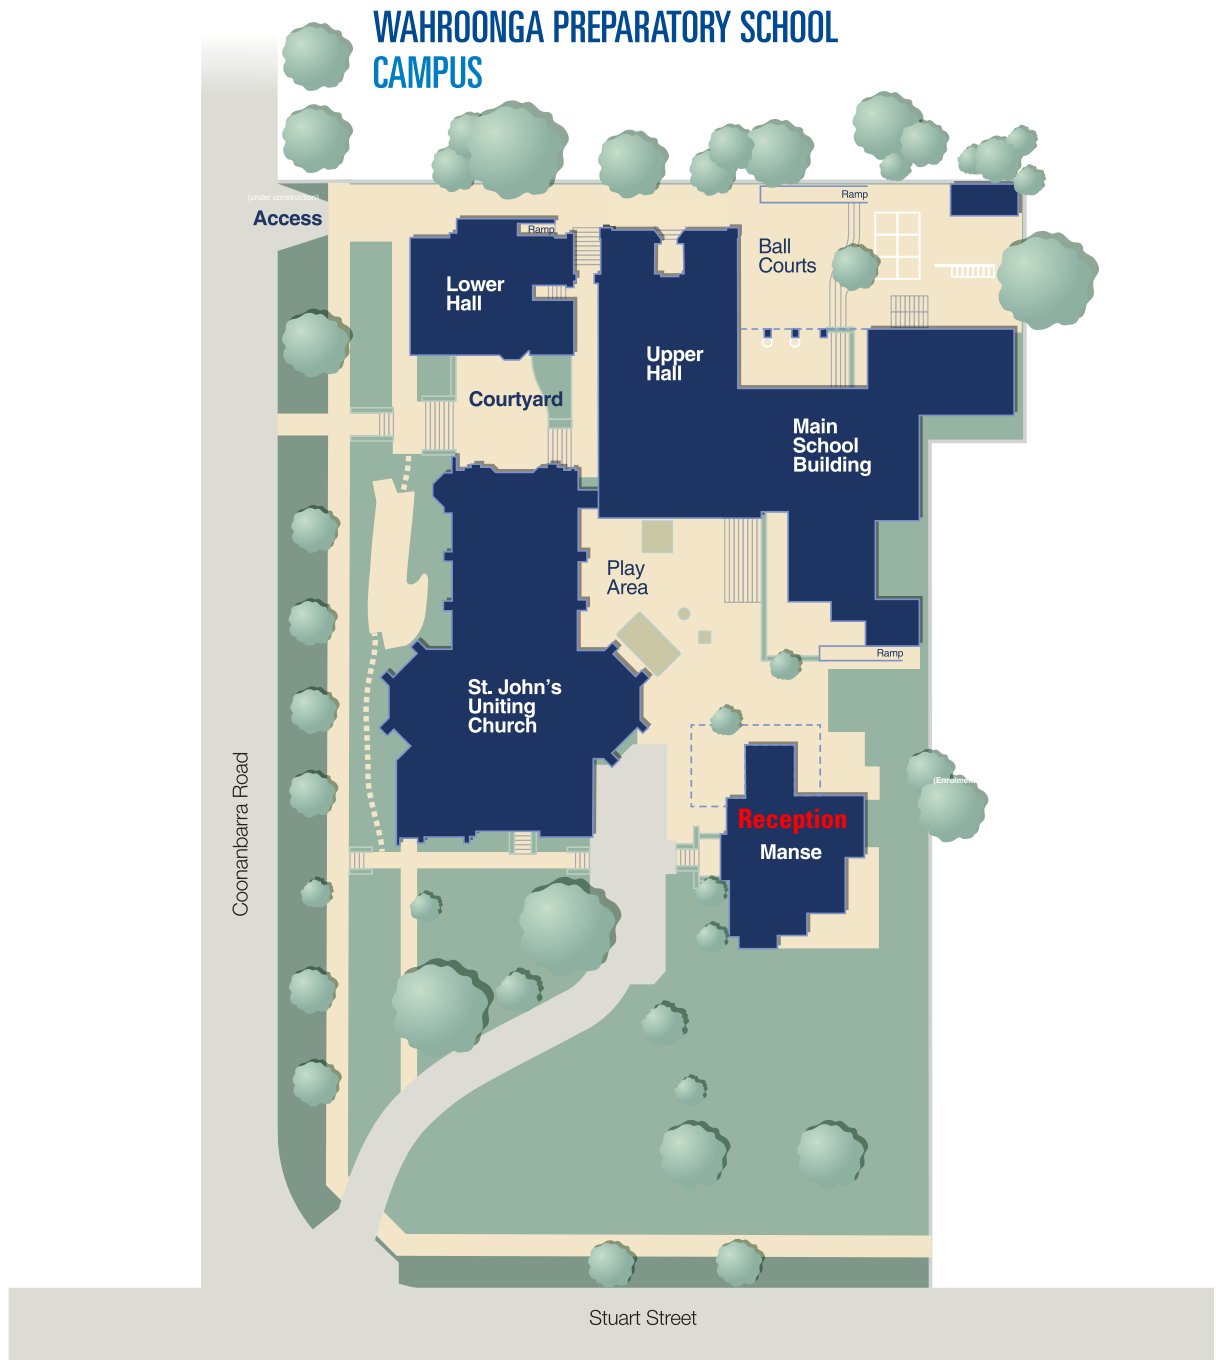 WAHROONGA PREPARATORY SCHOOL
CAMPUS
(under construction)
Access
Ramp
Ramp
Ball
Courts
Lower
Hall
Upper
Hall
Courtyard
Main
School
Building
Play
Area
Ramp
St. John's
Uniting
Church
Coonanbarra Road
Reception
Manse
Stuart Street